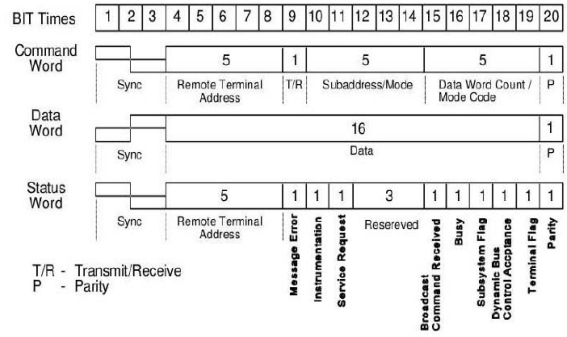 BIT Times 1 2 3 4 5 6 7 8 9 10 11 12 13 14 15 16 17 18 19 20
Command
Word
5 1 5 5 1
Sync
Remote Terminal
Address
T/R
Subaddress/Mode
Data Word Count /
Mode Code
P
Data
Word
16 1
Sync
Data
P
Status
Word
5 1 1 1 3 1 1 1 1 1 1
Sync
Remote Terminal
Address
Message Error
Instrumentation
Service Request
Resereved
Broadcast
Command Received
Busy
Subsystem Flag
Dynamic Bus
Control Acceptance
Terminal Flag
Parity
T/R - Transmit/Receive
P - Parity